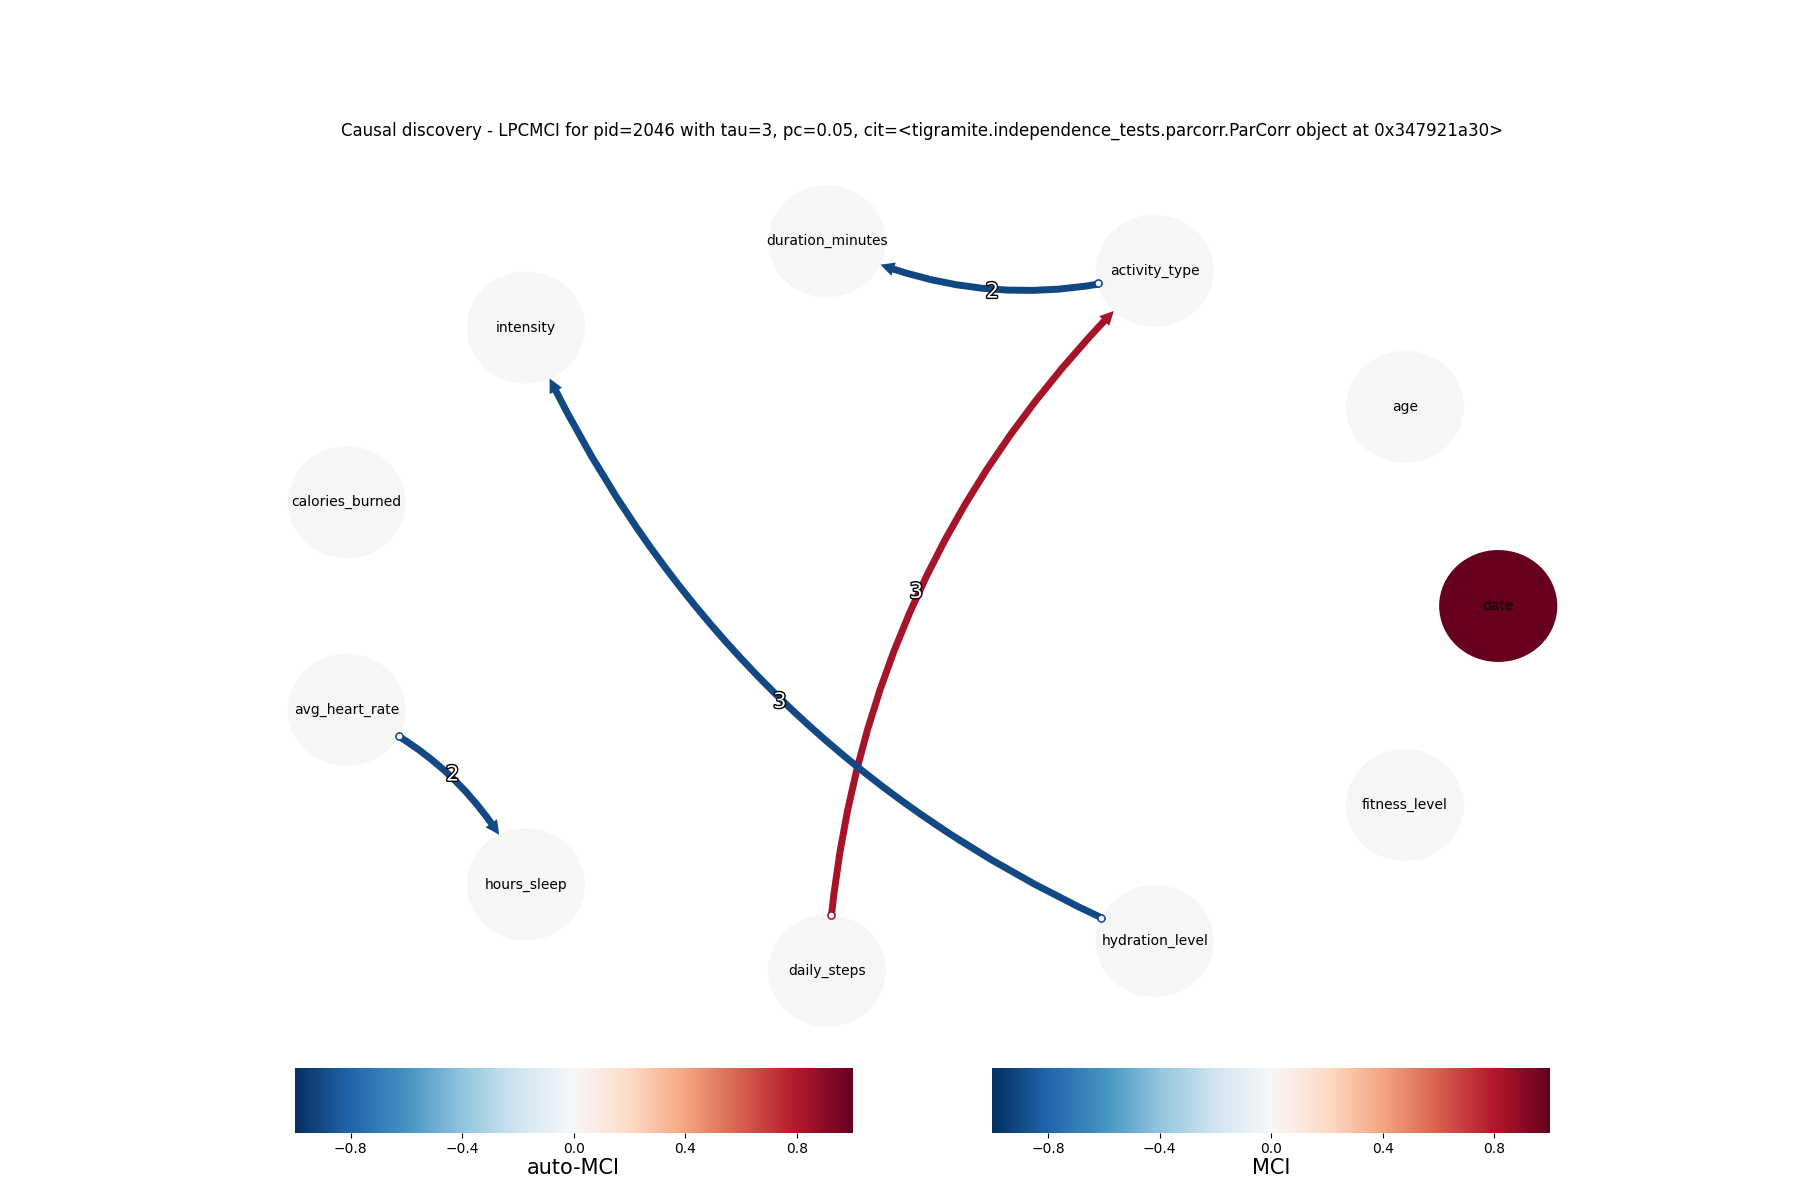 Causal discovery - LPCMCI for pid=2046 with tau=3, pc=0.05, cit=<tigramite.independence_tests.parcorr.ParCorr object at 0x347921a30>
duration_minutes
activity_type
2
intensity
age
calories_burned
3
date
3
avg_heart_rate
2
fitness_level
hours_sleep
hydration_level
daily_steps
−0.8 −0.4 0.0 0.4 0.8
auto-MCI
−0.8 −0.4 0.0 0.4 0.8
MCI